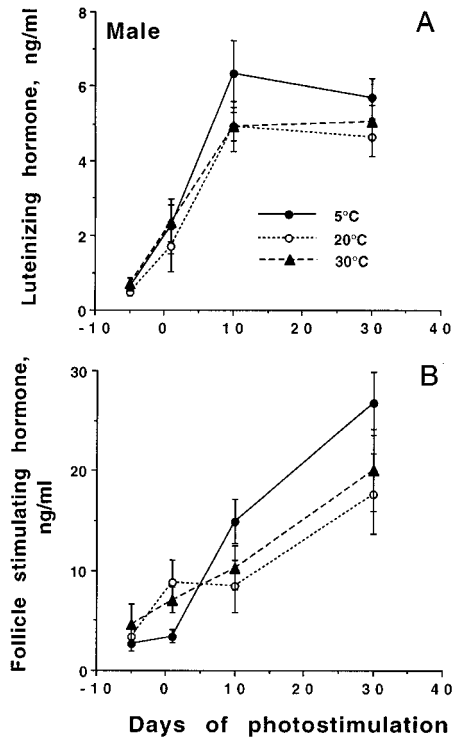 Male
A
Luteinizing hormone, ng/ml
8
6
4
2
0
5°C
20°C
30°C
-10 0 10 20 30 40
B
Follicle stimulating hormone,
ng/ml
30
20
10
0
-10 0 10 20 30 40
Days of photostimulation